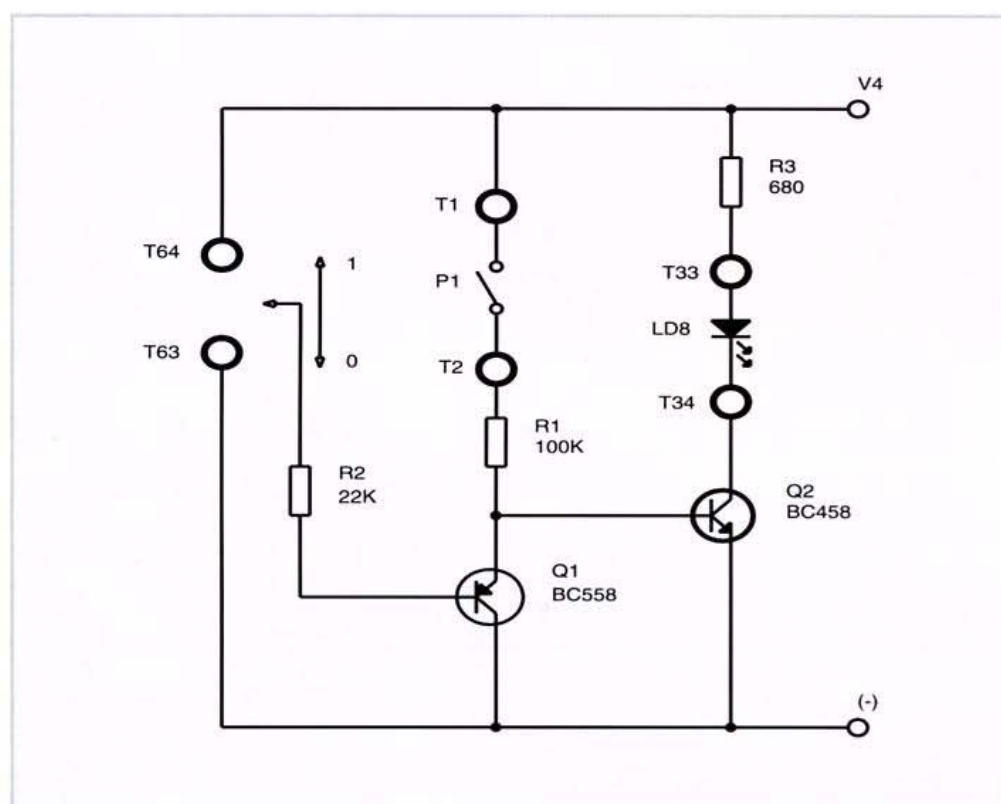 V4
R3
680
T1
T64
1
T33
P1
LD8
T63
0
T2
T34
R1
100K
R2
22K
Q2
BC458
Q1
BC558
(-)